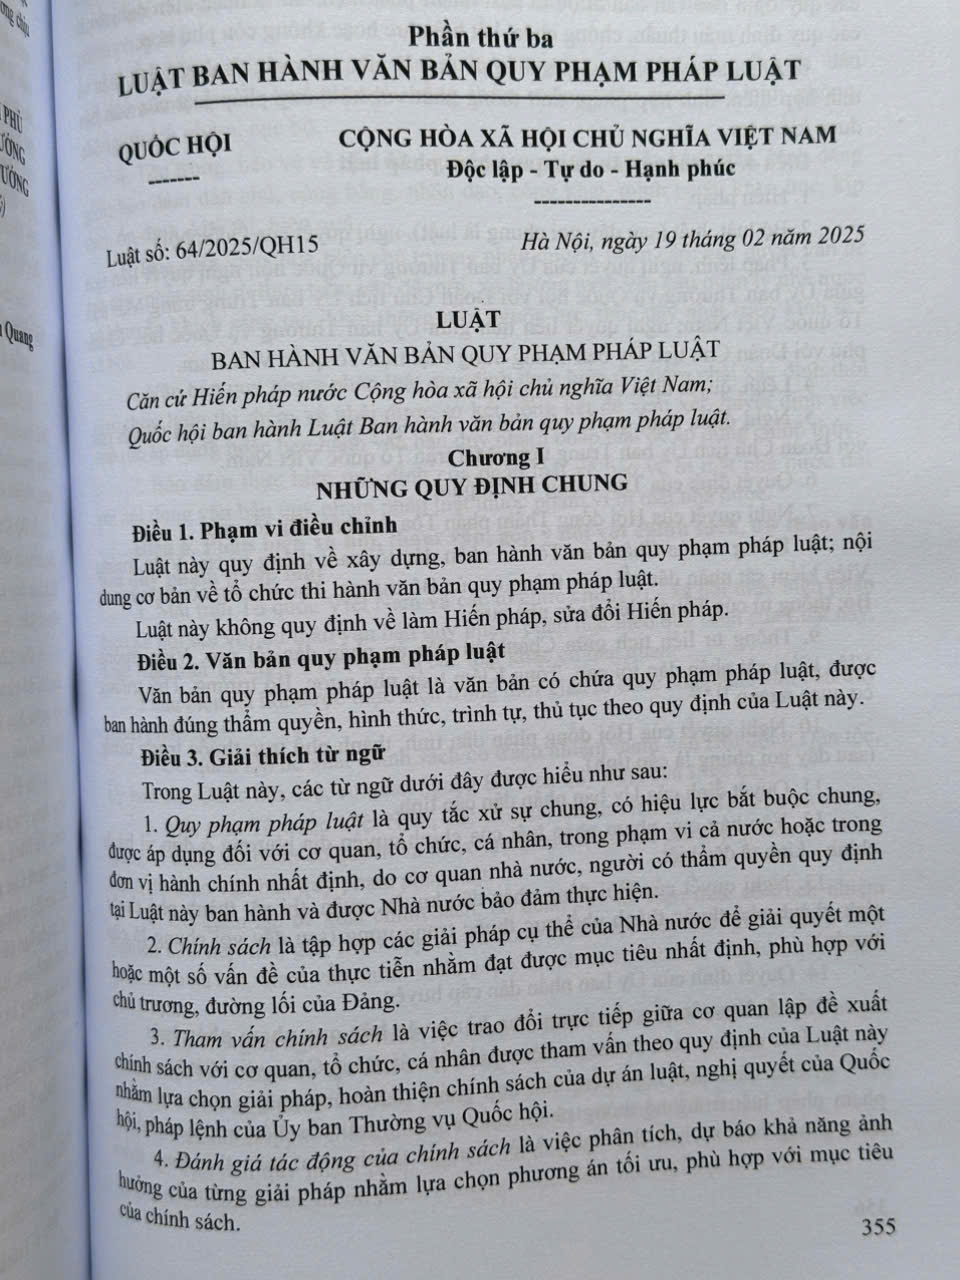 ương chịu
PHỦ
ƯỚNG
TƯỚNG
Quang
Phần thứ ba
LUẬT BAN HÀNH VĂN BẢN QUY PHẠM PHÁP LUẬT
QUỐC HỘI
-------
CỘNG HÒA XÃ HỘI CHỦ NGHĨA VIỆT NAM
Độc lập - Tự do - Hạnh phúc
---------------
Luật số: 64/2025/QH15
Hà Nội, ngày 19 tháng 02 năm 2025
LUẬT
BAN HÀNH VĂN BẢN QUY PHẠM PHÁP LUẬT
Căn cứ Hiến pháp nước Cộng hòa xã hội chủ nghĩa Việt Nam;
Quốc hội ban hành Luật Ban hành văn bản quy phạm pháp luật.
Chương I
NHỮNG QUY ĐỊNH CHUNG
Điều 1. Phạm vi điều chỉnh
Luật này quy định về xây dựng, ban hành văn bản quy phạm pháp luật; nội
dung cơ bản về tổ chức thi hành văn bản quy phạm pháp luật.
Luật này không quy định về làm Hiến pháp, sửa đổi Hiến pháp.
Điều 2. Văn bản quy phạm pháp luật
Văn bản quy phạm pháp luật là văn bản có chứa quy phạm pháp luật, được
ban hành đúng thẩm quyền, hình thức, trình tự, thủ tục theo quy định của Luật này.
Điều 3. Giải thích từ ngữ
Trong Luật này, các từ ngữ dưới đây được hiểu như sau:
1. Quy phạm pháp luật là quy tắc xử sự chung, có hiệu lực bắt buộc chung,
được áp dụng đối với cơ quan, tổ chức, cá nhân, trong phạm vi cả nước hoặc trong
đơn vị hành chính nhất định, do cơ quan nhà nước, người có thẩm quyền quy định
tại Luật này ban hành và được Nhà nước bảo đảm thực hiện.
2. Chính sách là tập hợp các giải pháp cụ thể của Nhà nước để giải quyết một
hoặc một số vấn đề của thực tiễn nhằm đạt được mục tiêu nhất định, phù hợp với
chủ trương, đường lối của Đảng.
3. Tham vấn chính sách là việc trao đổi trực tiếp giữa cơ quan lập đề xuất
chính sách với cơ quan, tổ chức, cá nhân được tham vấn theo quy định của Luật này
nhằm lựa chọn giải pháp, hoàn thiện chính sách của dự án luật, nghị quyết của Quốc
hội, pháp lệnh của Ủy ban Thường vụ Quốc hội.
4. Đánh giá tác động của chính sách là việc phân tích, dự báo khả năng ảnh
hưởng của từng giải pháp nhằm lựa chọn phương án tối ưu, phù hợp với mục tiêu
của chính sách.
355